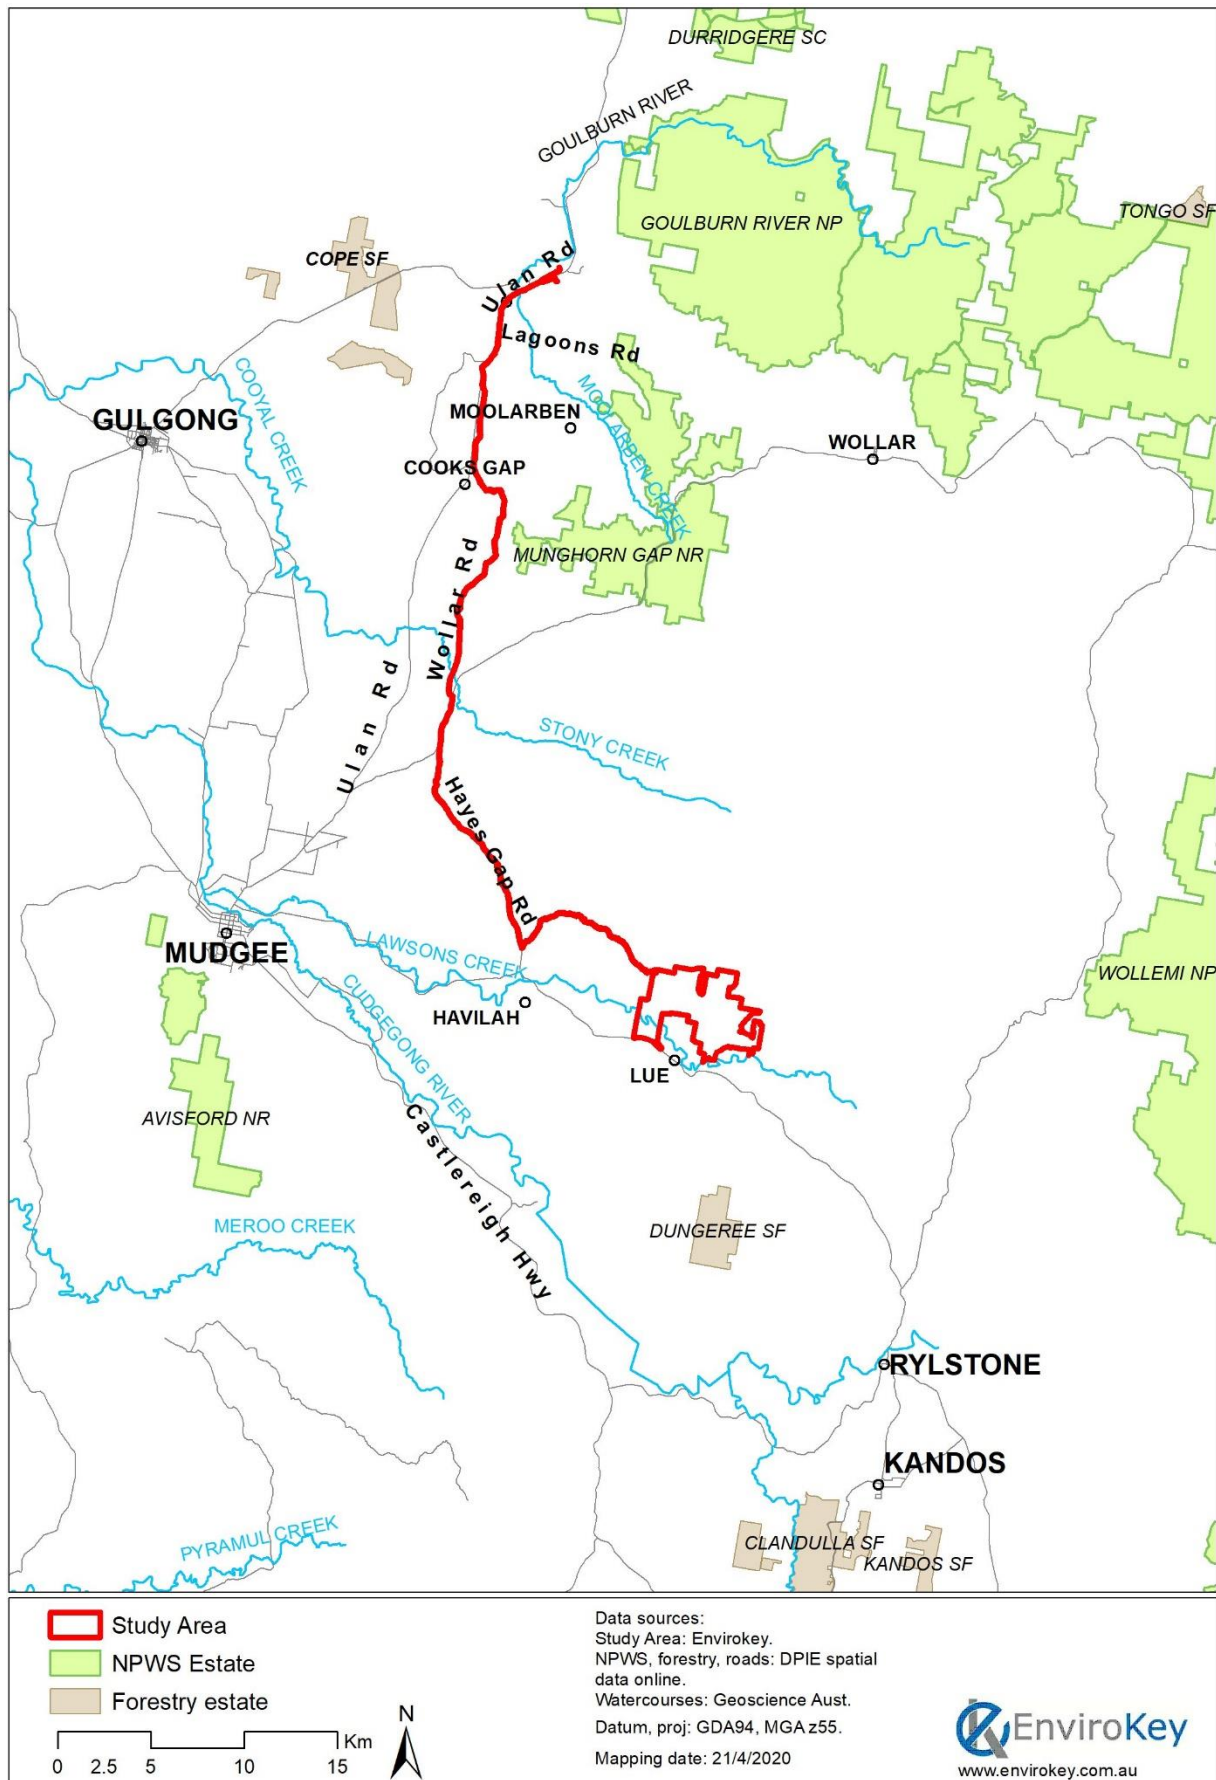 DURRIDGERE SC
GOULBURN RIVER
TONGO SF
GOULBURN RIVER NP
COPE SF
Ulan Rd
Lagoons Rd
COOYAL CREEK
MOOLARBEN CREEK
GULGONG
MOOLARBEN
WOLLAR
COOKS GAP
MUNGHORN GAP NR
Wollar Rd
Ulan Rd
STONY CREEK
Hayes Gap Rd
MUDGEE
LAWSONS CREEK
WOLLEMI NP
CUDGEGONG RIVER
HAVILAH
LUE
AVISFORD NR
Castlereigh Hwy
MEROO CREEK
DUNGEREE SF
RYLSTONE
KANDOS
PYRAMUL CREEK
CLANDULLA SF
KANDOS SF
Study Area
NPWS Estate
Forestry estate
Km
0 2.5 5 10 15
N
Data sources:
Study Area: Envirokey.
NPWS, forestry, roads: DPIE spatial
data online.
Watercourses: Geoscience Aust.
Datum, proj: GDA94, MGA z55.
Mapping date: 21/4/2020
EnviroKey
www.envirokey.com.au